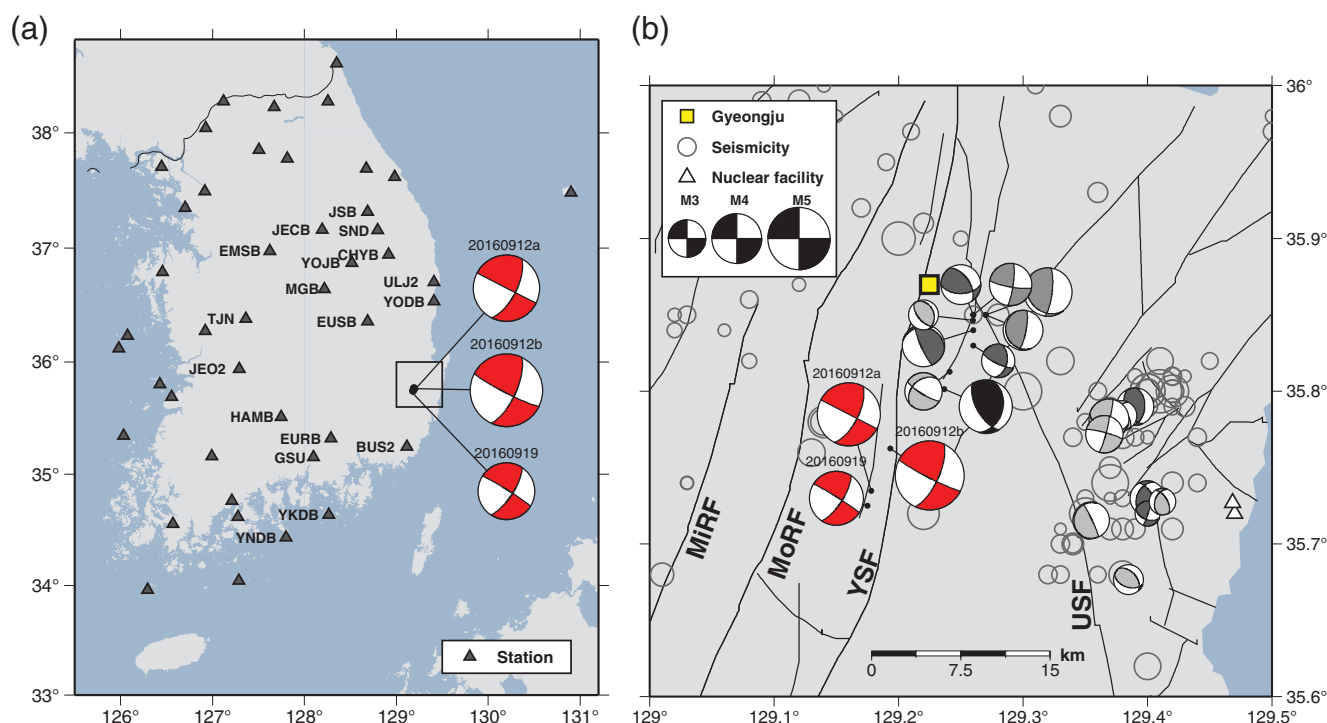 (a)
38°
37°
36°
35°
34°
33°
126°
127°
128°
129°
130°
131°
JSB
JECB
SND
EMSB
CHYB
YOJB
MGB
ULJ2
YODB
TJN
EUSB
JEO2
HAMB
EURB
BUS2
GSU
YKDB
YNDB
20160912a
20160912b
20160919
Station
(b)
Gyeongju
Seismicity
Nuclear facility
M3
M4
M5
20160912a
20160912b
20160919
MiRF
MoRF
YSF
USF
km
0
7.5
15
36°
35.9°
35.8°
35.7°
35.6°
129°
129.1°
129.2°
129.3°
129.4°
129.5°